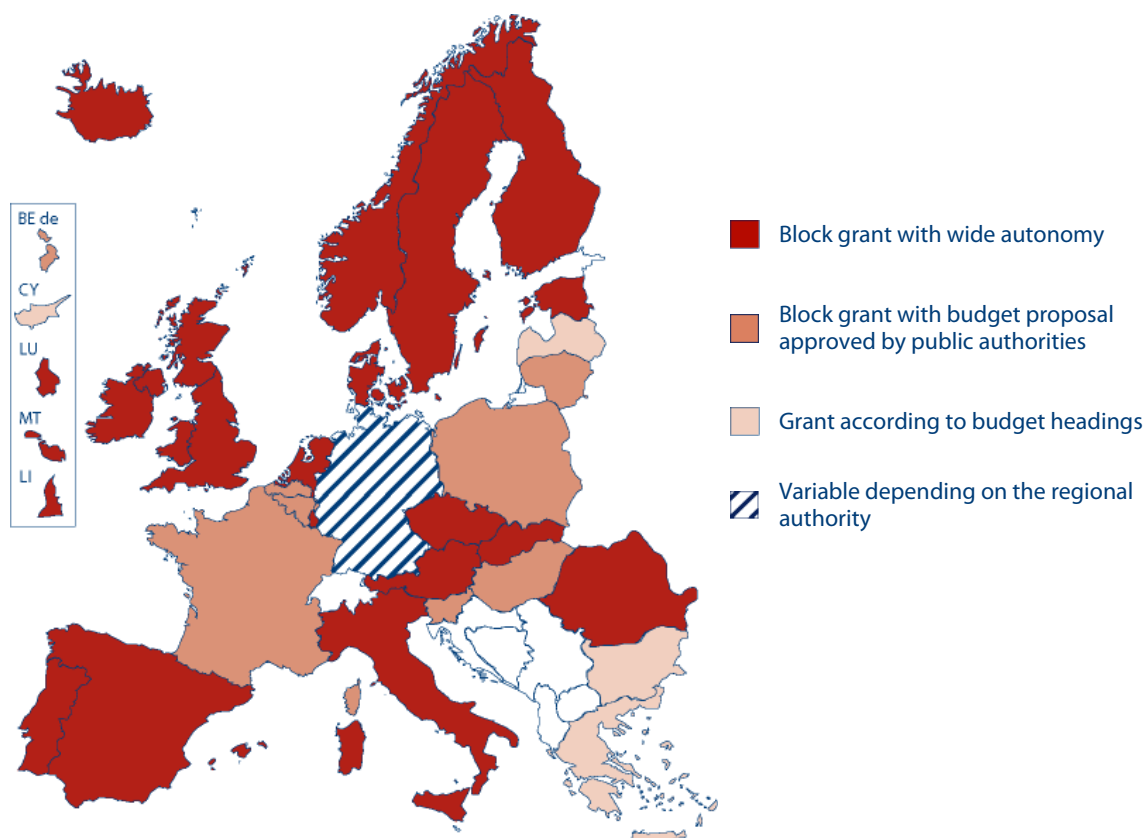 BE de
CY
LU
MT
LI
Block grant with wide autonomy
Block grant with budget proposal
approved by public authorities
Grant according to budget headings
Variable depending on the regional
authority